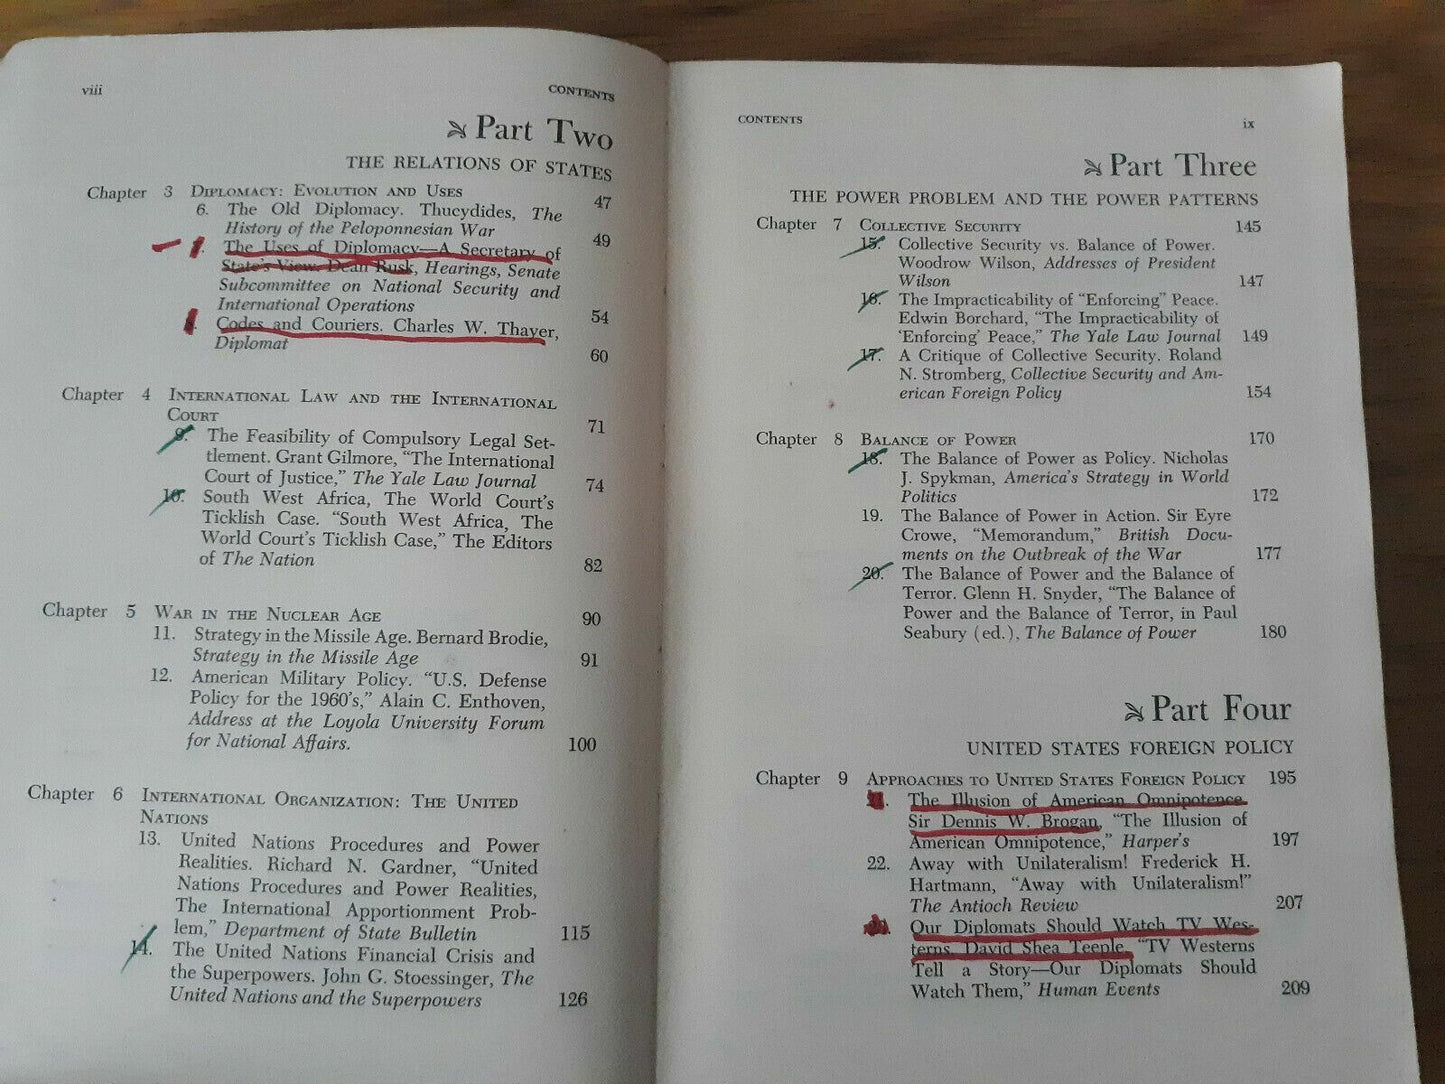 viii
CONTENTS
Part Two
THE RELATIONS OF STATES
Chapter 3 DIPLOMACY: EVOLUTION AND USES 47
6. The Old Diplomacy. Thucydides, The
History of the Peloponnesian War 49
The Uses of Diplomacy—A Secretary of
State's View. Dean Rusk, Hearings, Senate
Subcommittee on National Security and
International Operations 54
Codes and Couriers. Charles W. Thayer,
Diplomat 60
Chapter 4 INTERNATIONAL LAW AND THE INTERNATIONAL
COURT 71
9. The Feasibility of Compulsory Legal Set-
tlement. Grant Gilmore, "The International
Court of Justice," The Yale Law Journal 74
10. South West Africa, The World Court's
Ticklish Case. "South West Africa, The
World Court's Ticklish Case," The Editors
of The Nation 82
Chapter 5 WAR IN THE NUCLEAR AGE 90
11. Strategy in the Missile Age. Bernard Brodie,
Strategy in the Missile Age 91
12. American Military Policy. "U.S. Defense
Policy for the 1960's," Alain C. Enthoven,
Address at the Loyola University Forum
for National Affairs. 100
Chapter 6 INTERNATIONAL ORGANIZATION: THE UNITED
NATIONS
13. United Nations Procedures and Power
Realities. Richard N. Gardner, "United
Nations Procedures and Power Realities,
The International Apportionment Prob-
lem," Department of State Bulletin 115
14. The United Nations Financial Crisis and
the Superpowers. John G. Stoessinger, The
United Nations and the Superpowers 126
CONTENTS
ix
Part Three
THE POWER PROBLEM AND THE POWER PATTERNS
Chapter 7 COLLECTIVE SECURITY 145
15. Collective Security vs. Balance of Power.
Woodrow Wilson, Addresses of President
Wilson 147
16. The Impracticability of "Enforcing" Peace.
Edwin Borchard, "The Impracticability of
'Enforcing' Peace," The Yale Law Journal 149
17. A Critique of Collective Security. Roland
N. Stromberg, Collective Security and Am-
erican Foreign Policy 154
Chapter 8 BALANCE OF POWER 170
18. The Balance of Power as Policy. Nicholas
J. Spykman, America's Strategy in World
Politics 172
19. The Balance of Power in Action. Sir Eyre
Crowe, "Memorandum," British Docu-
ments on the Outbreak of the War 177
20. The Balance of Power and the Balance of
Terror. Glenn H. Snyder, "The Balance of
Power and the Balance of Terror, in Paul
Seabury (ed.), The Balance of Power 180
Part Four
UNITED STATES FOREIGN POLICY
Chapter 9 APPROACHES TO UNITED STATES FOREIGN POLICY 195
The Illusion of American Omnipotence.
Sir Dennis W. Brogan, "The Illusion of
American Omnipotence," Harper's 197
22. Away with Unilateralism! Frederick H.
Hartmann, "Away with Unilateralism!"
The Antioch Review 207
Our Diplomats Should Watch TV Wes-
terns. David Shea Teeple. "TV Westerns
Tell a Story—Our Diplomats Should
Watch Them," Human Events 209